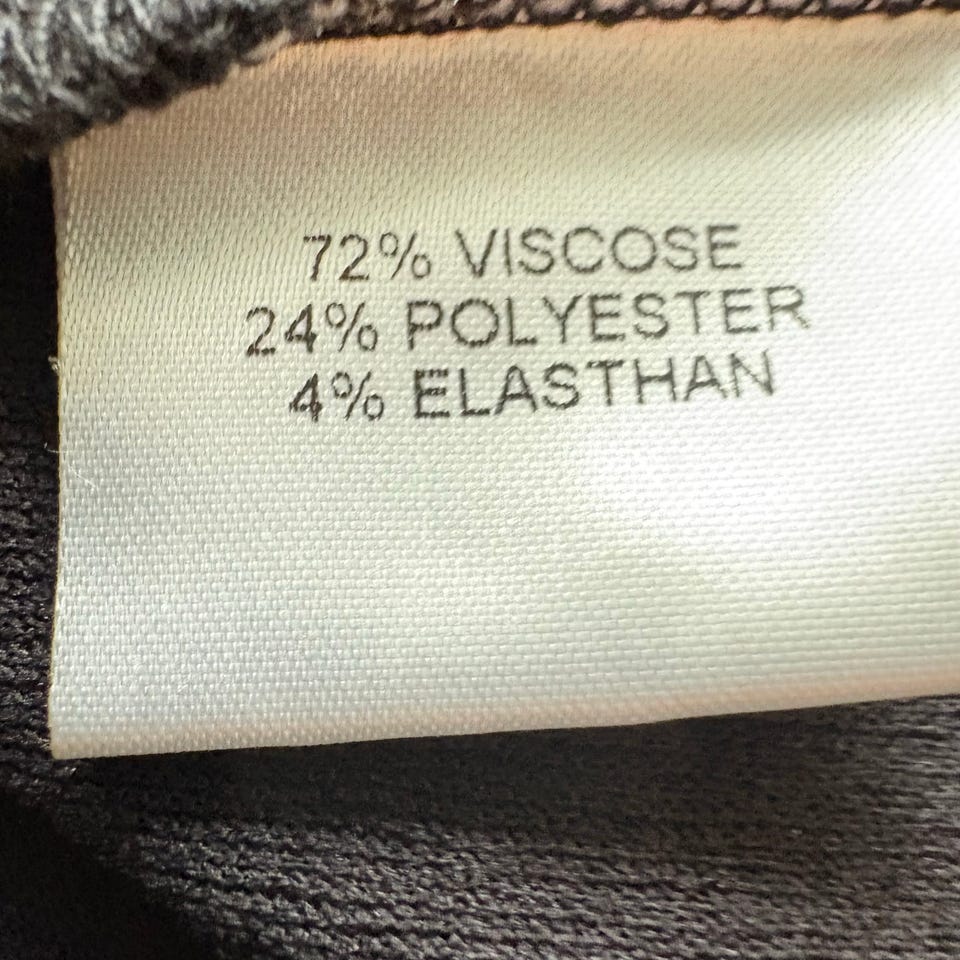 72% VISCOSE
24% POLYESTER
4% ELASTHAN